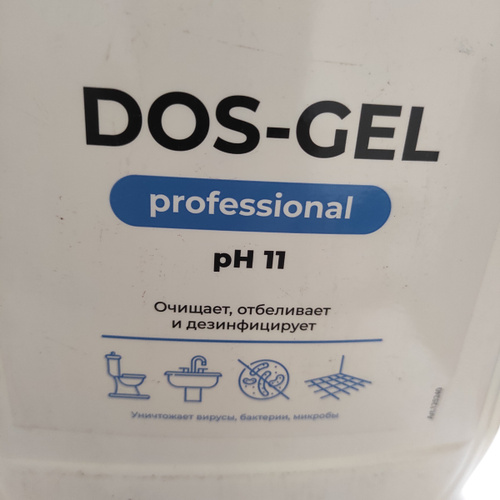 DOS-GEL
professional
pH 11
Очищает, отбеливает
и дезинфицирует
Уничтожает вирусы, бактерии, микробы